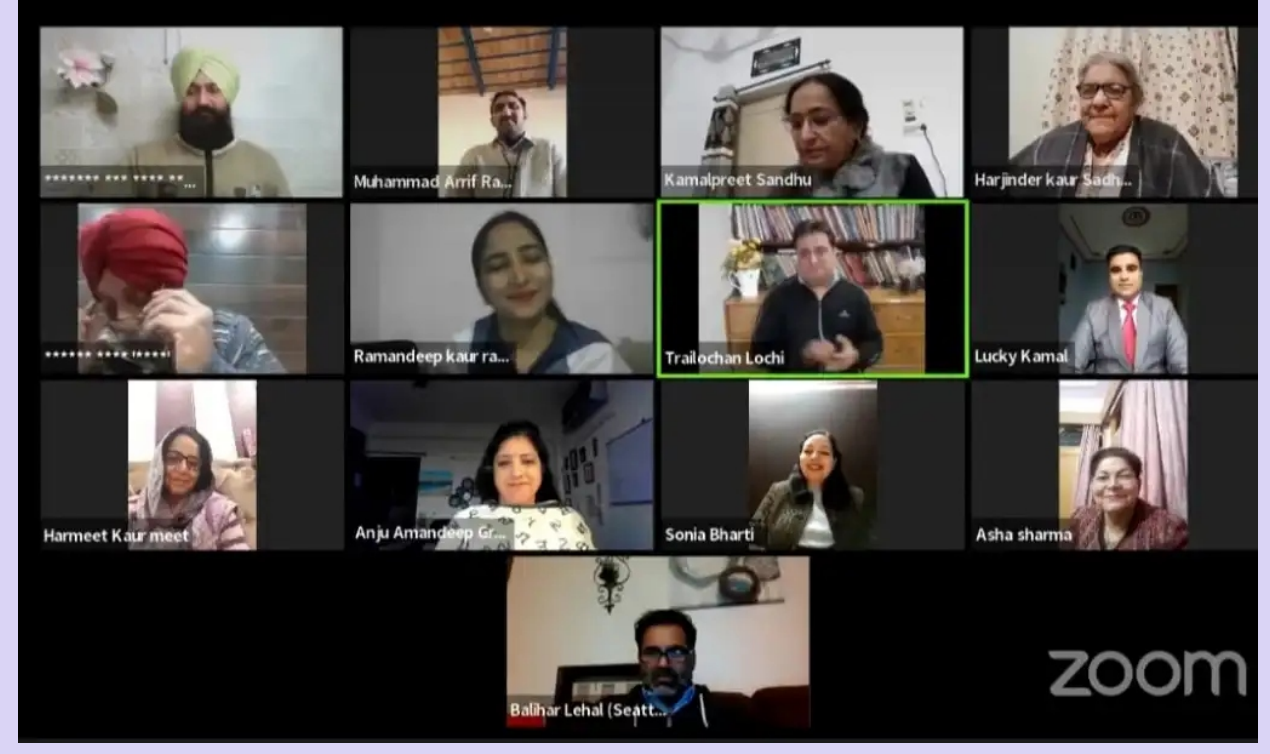 ******* *** **** **...
Muhammad Arrif Ra...
Kamalpreet Sandhu
Harjinder kaur Sadh...
****** **** !****!
Ramandeep kaur ra...
Trailochan Lochi
Lucky Kamal
Harmeet Kaur meet
Anju Amandeep Gr...
Sonia Bharti
Asha sharma
Balihar Lehal (Seatt...
zoom